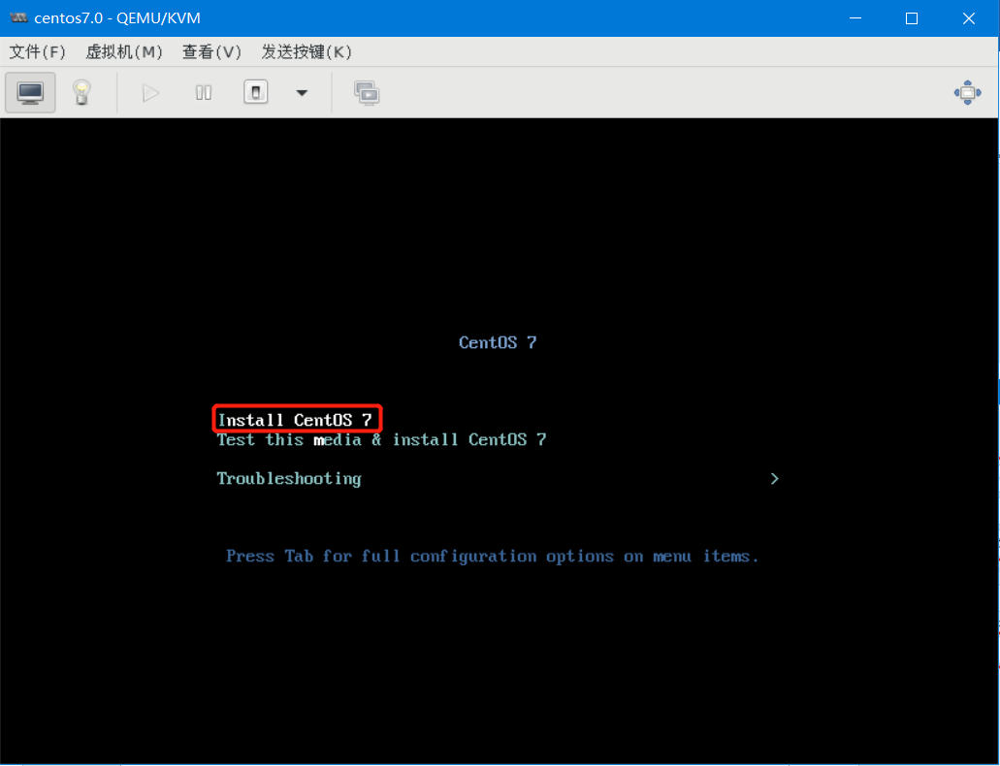 centos7.0 - QEMU/KVM
文件(F) 虚拟机(M) 查看(V) 发送按键(K)
CentOS 7
Install CentOS 7
Test this media & install CentOS 7
Troubleshooting >
Press Tab for full configuration options on menu items.